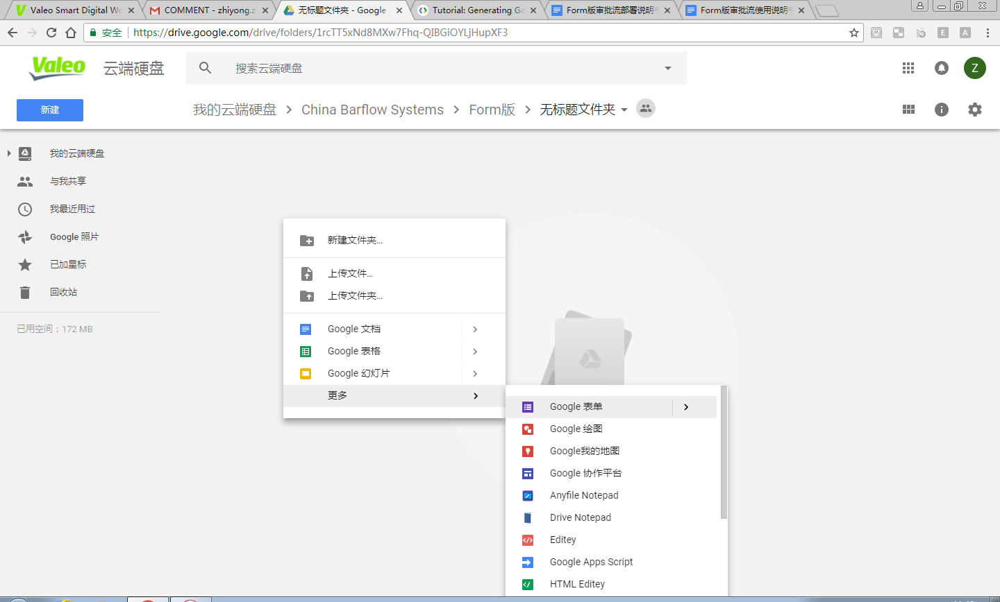 Valeo Smart Digital Wo
COMMENT - zhiyong.z
无标题文件夹 - Google
Tutorial: Generating Go
Form版审批流部署说明书
Form版审批流使用说明书
安全
https://drive.google.com/drive/folders/1rcTT5xNd8MXw7Fhq-QIBGiOYLjHupXF3
Valeo
云端硬盘
搜索云端硬盘
Z
新建
我的云端硬盘
China Barflow Systems
Form版
无标题文件夹
我的云端硬盘
与我共享
我最近用过
Google 照片
已加星标
回收站
已用空间：172 MB
新建文件夹...
上传文件...
上传文件夹...
Google 文档
Google 表格
Google 幻灯片
更多
Google 表单
Google 绘图
Google我的地图
Google 协作平台
Anyfile Notepad
Drive Notepad
Editey
Google Apps Script
HTML Editey